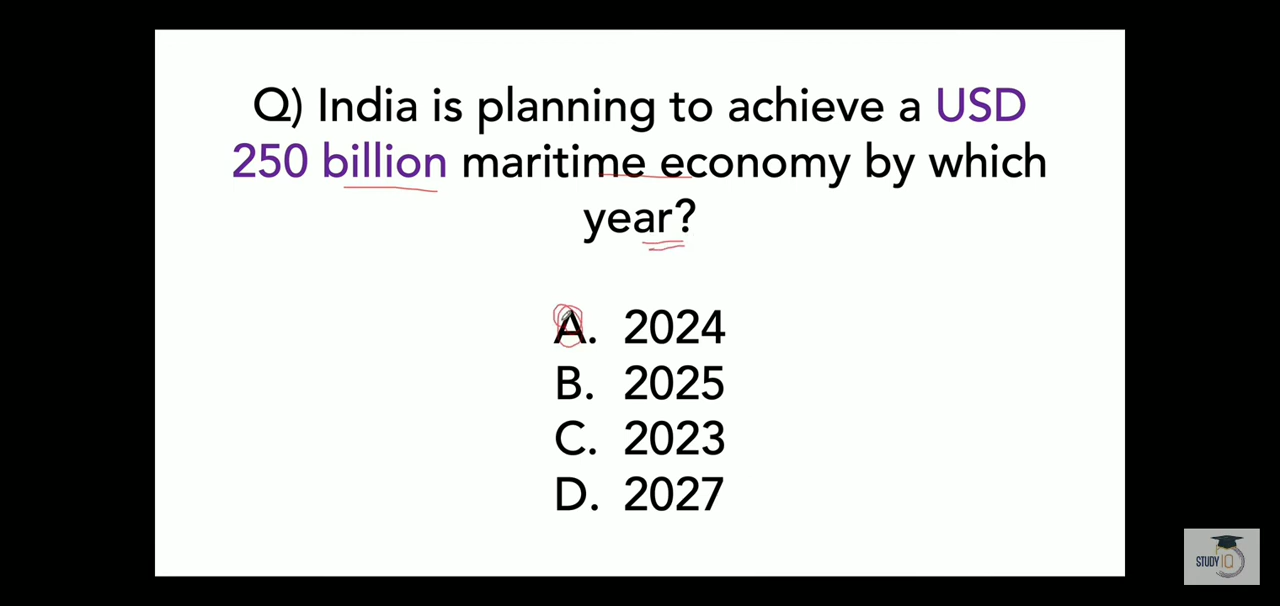 Q) India is planning to achieve a USD
250 billion maritime economy by which
year?
A. 2024
B. 2025
C. 2023
D. 2027
STUDY IQ